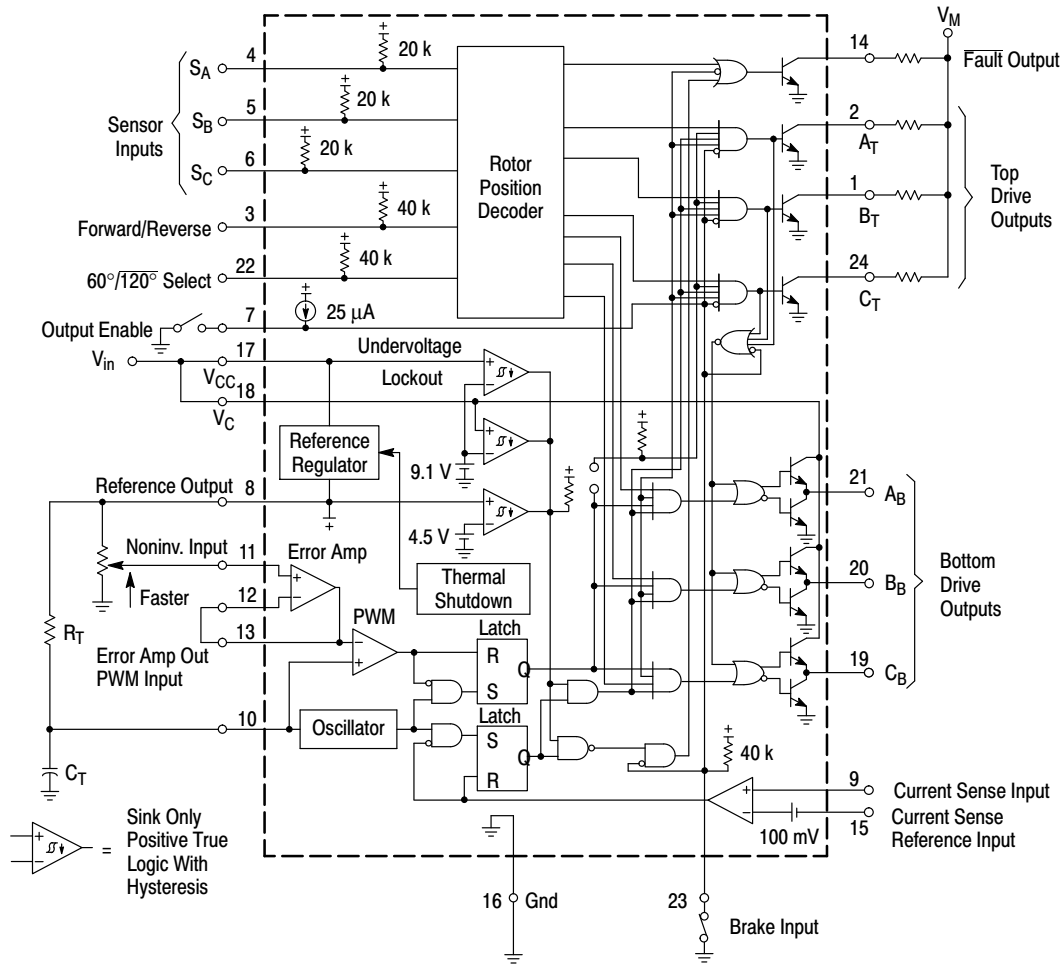 V_M
14
Fault Output
4
S_A
20 k
5
S_B
20 k
6
S_C
20 k
Sensor
Inputs
3
Forward/Reverse
40 k
22
60°/120° Select
40 k
7
Output Enable
25 μA
Rotor
Position
Decoder
2
A_T
1
B_T
24
C_T
Top
Drive
Outputs
V_in
17
V_CC
18
V_C
Undervoltage
Lockout
Reference
Regulator
9.1 V
Reference Output
8
4.5 V
Noninv. Input
11
Error Amp
Faster
12
13
Thermal
Shutdown
R_T
Error Amp Out
PWM Input
PWM
Latch
R
Q
S
10
Oscillator
Latch
S
Q
R
C_T
40 k
21
A_B
20
B_B
19
C_B
Bottom
Drive
Outputs
9
Current Sense Input
15
Current Sense
Reference Input
100 mV
=
Sink Only
Positive True
Logic With
Hysteresis
16
Gnd
23
Brake Input